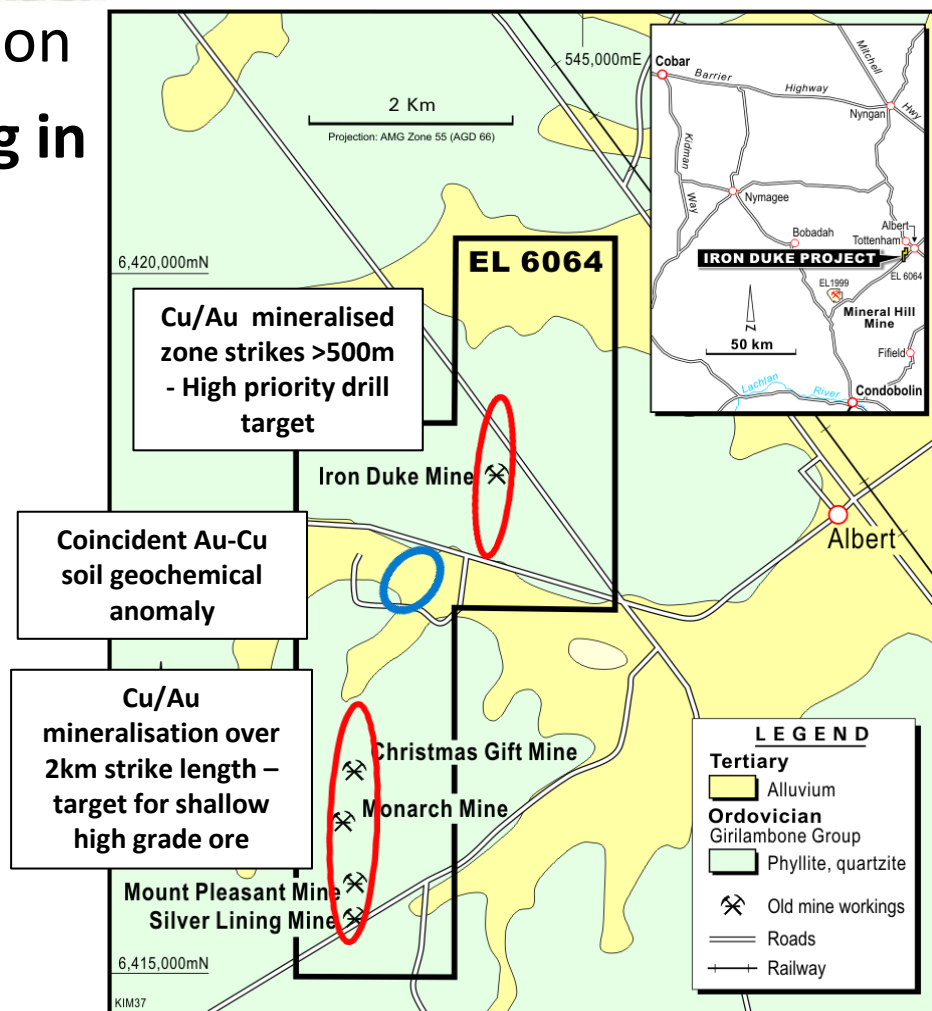 on
g in
545,000mE
2 Km
Projection: AMG Zone 55 (AGD 66)
6,420,000mN
EL 6064
Cu/Au mineralised
zone strikes >500m
- High priority drill
target
Iron Duke Mine
Coincident Au-Cu
soil geochemical
anomaly
Albert
Cu/Au
mineralisation over
2km strike length –
target for shallow
high grade ore
Christmas Gift Mine
Monarch Mine
Mount Pleasant Mine
Silver Lining Mine
6,415,000mN
KIM37
Cobar
Barrier
Highway
Mitchell
Hwy
Nyngan
Kidman
Way
Nymagee
Bobadah
Albert
Tottenham
IRON DUKE PROJECT
EL 6064
EL1999
Mineral Hill
Mine
N
50 km
Fifield
Lachlan
River
Condobolin
LEGEND
Tertiary
Alluvium
Ordovician
Girilambone Group
Phyllite, quartzite
Old mine workings
Roads
Railway